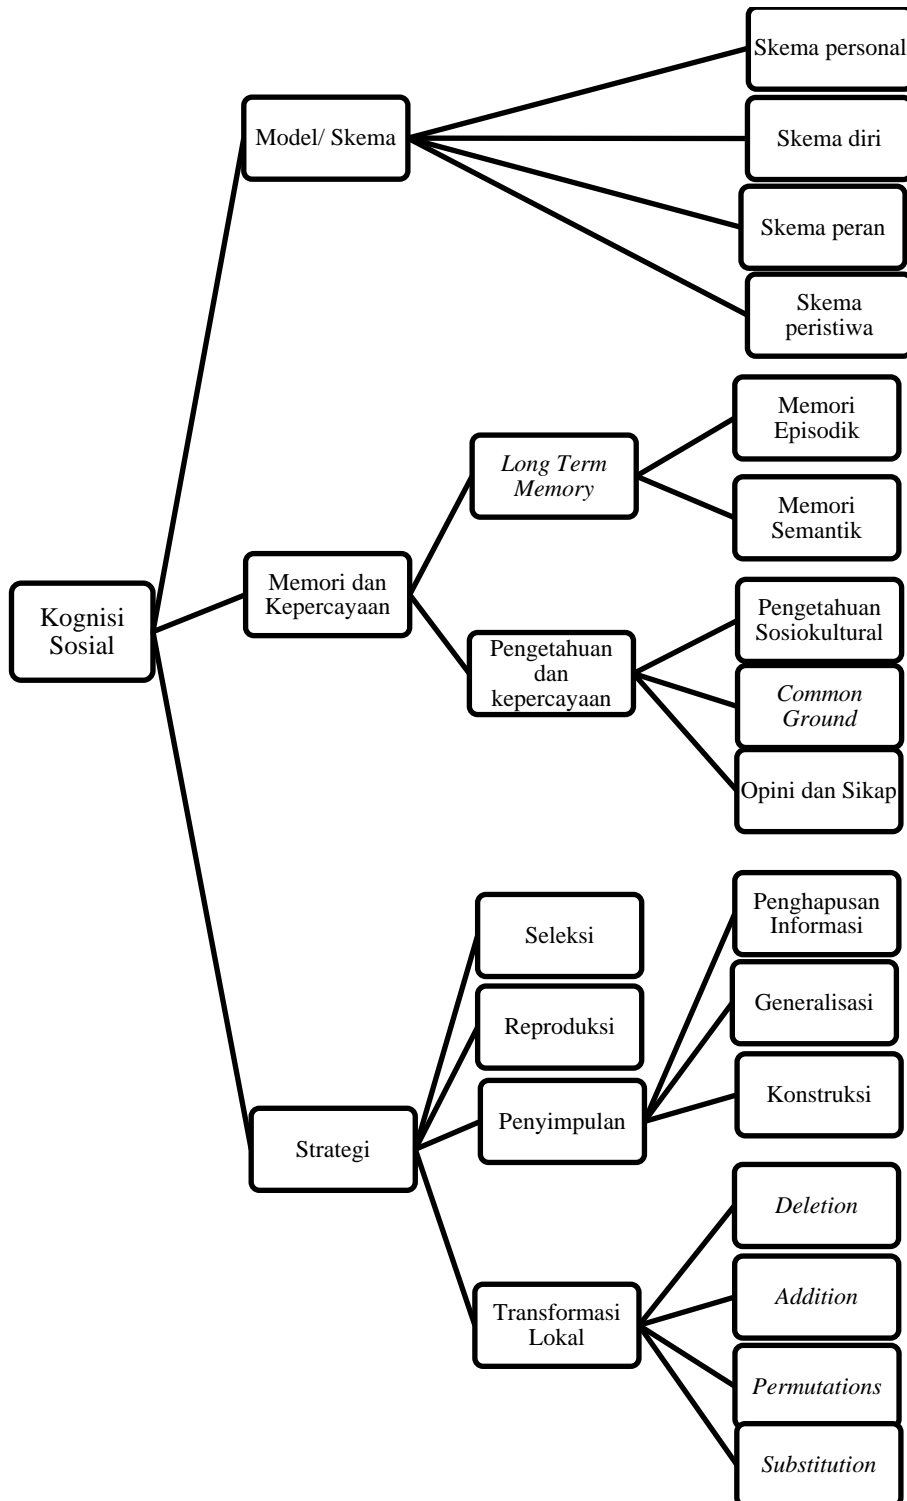 Skema personal
Model/ Skema
Skema diri
Skema peran
Skema
peristiwa
Memori
Episodik
Long Term
Memory
Memori
Semantik
Memori dan
Kepercayaan
Kognisi
Sosial
Pengetahuan
Sosiokultural
Pengetahuan
dan
kepercayaan
Common
Ground
Opini dan Sikap
Penghapusan
Informasi
Seleksi
Generalisasi
Reproduksi
Konstruksi
Penyimpulan
Strategi
Deletion
Addition
Transformasi
Lokal
Permutations
Substitution